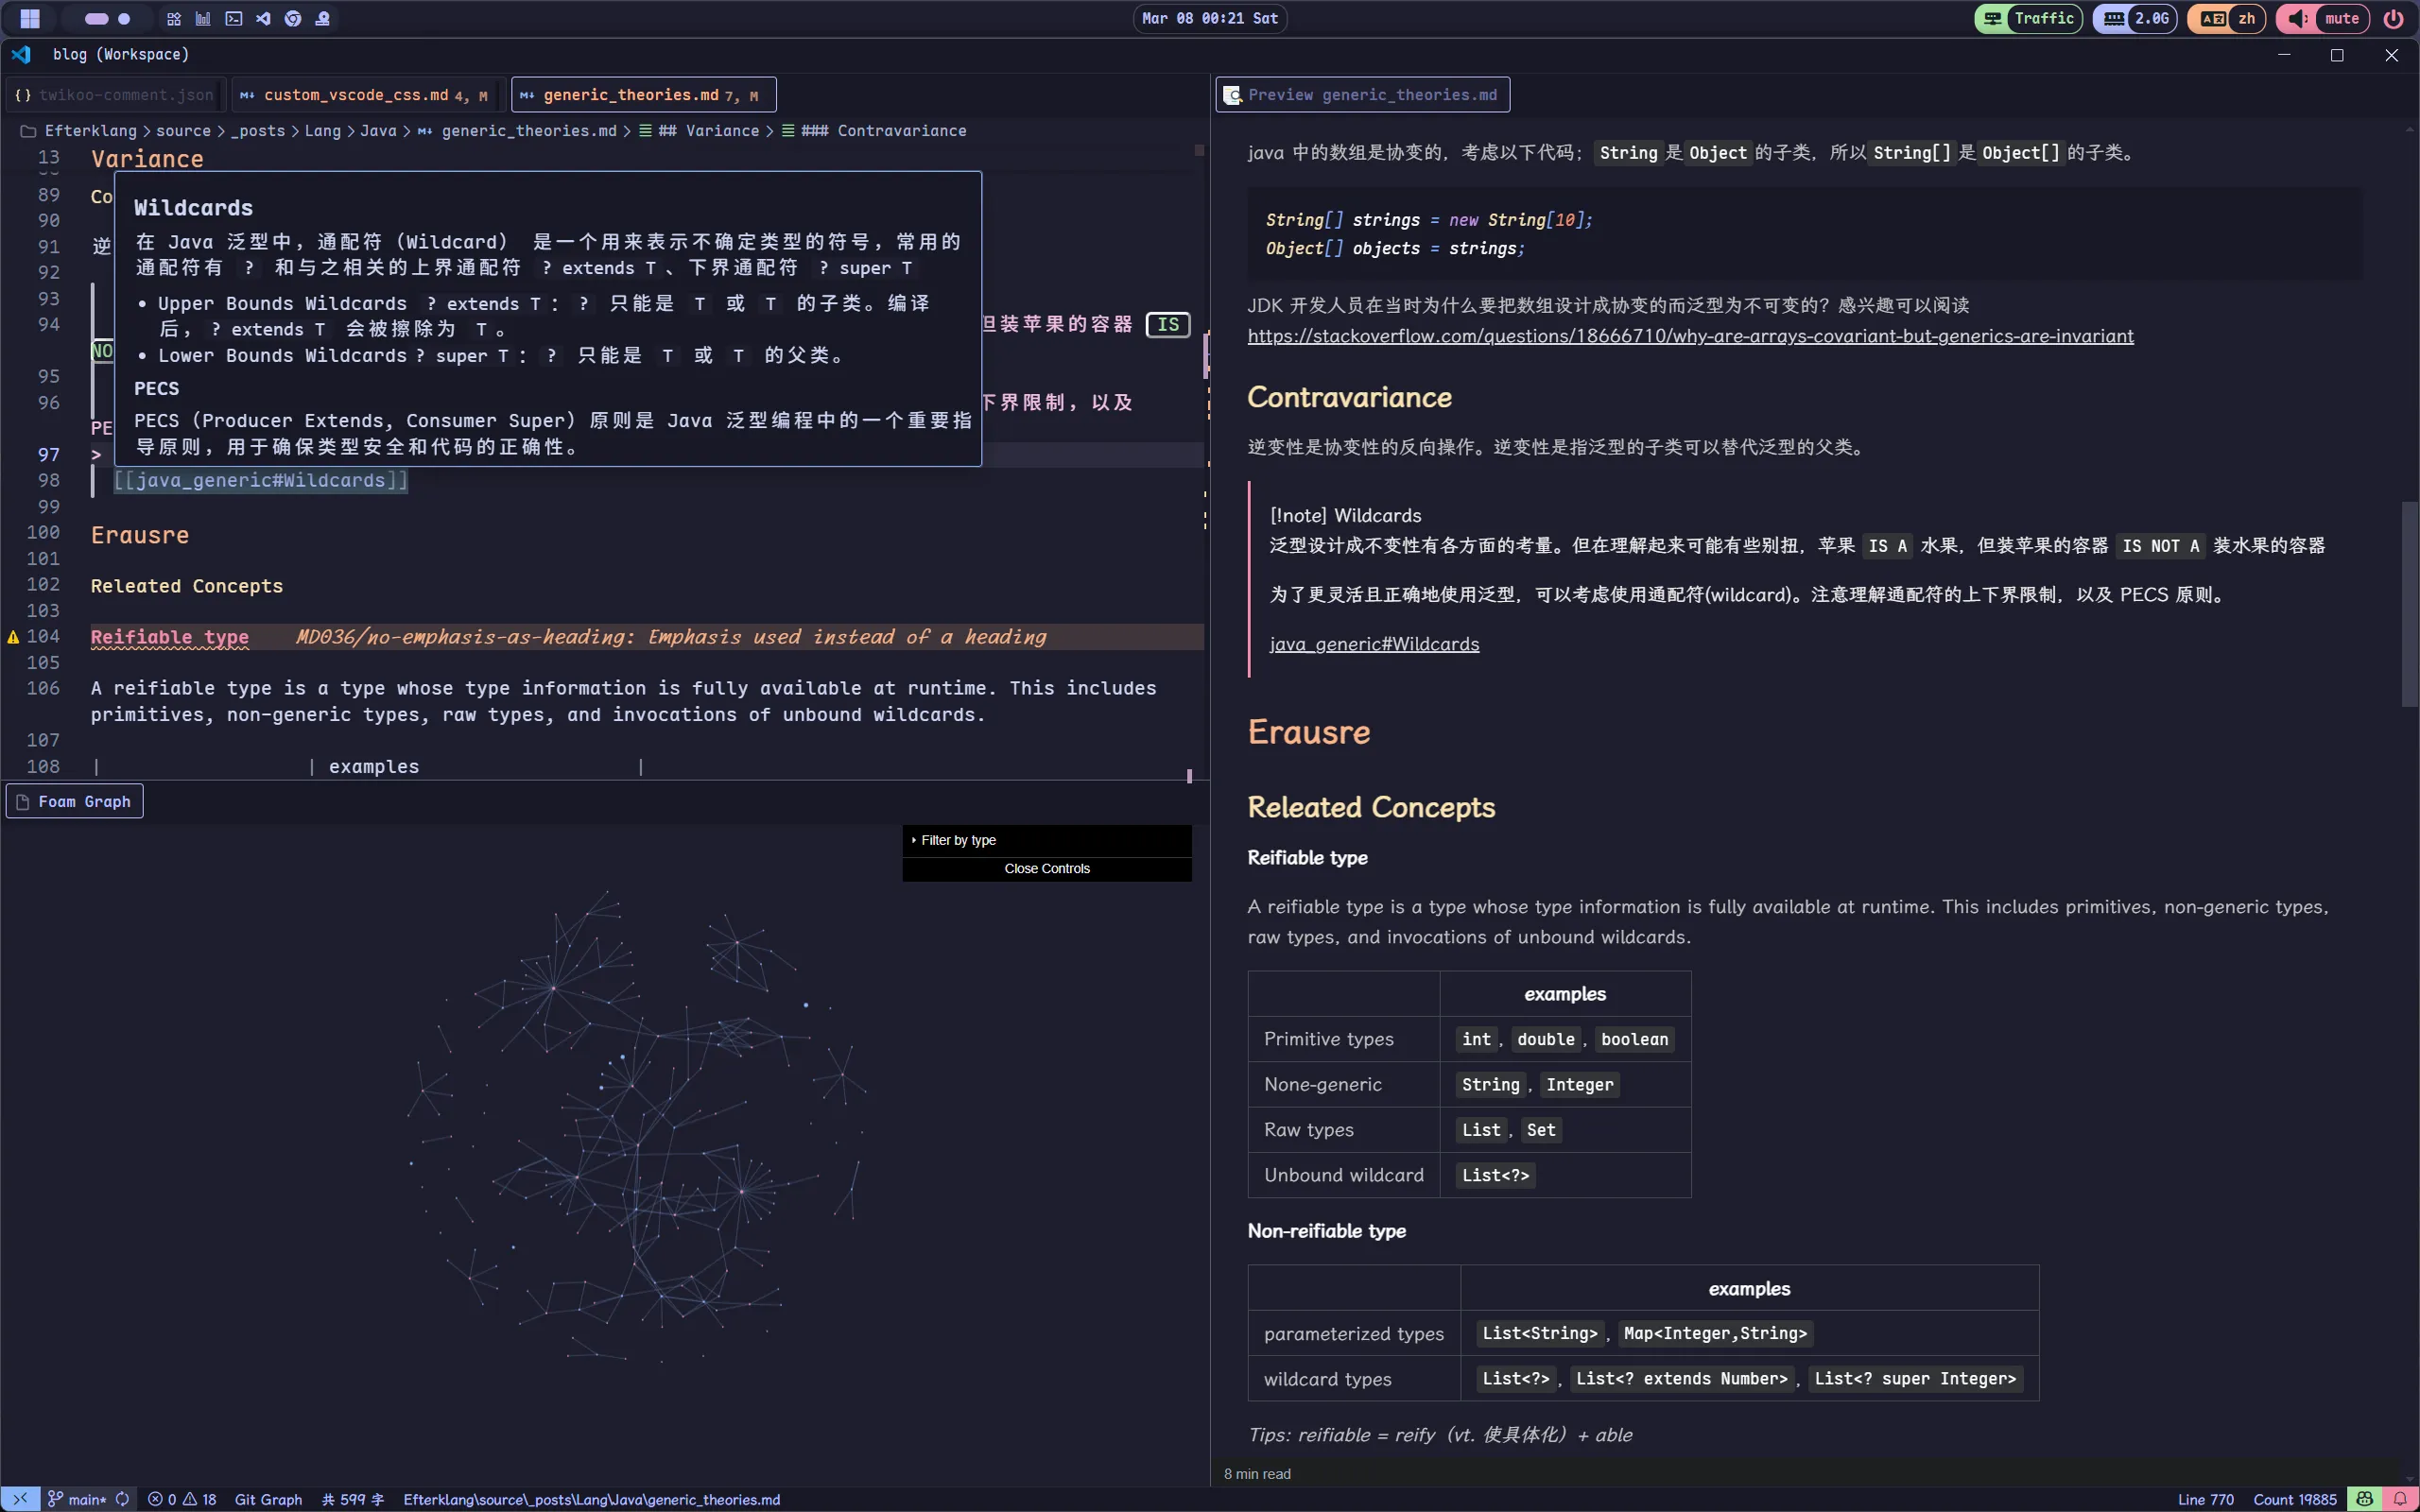 Mar 08 00:21 Sat
Traffic
2.0G
zh
mute
blog (Workspace)
twikoo-comment.json
custom_vscode_css.md 4, M
generic_theories.md 7, M
Efterklang > source > _posts > Lang > Java > generic_theories.md > ## Variance > ### Contravariance
13 Variance
89 Co
90
91 逆
92
93
94 但装苹果的容器 IS
NO
95
96 下界限制，以及
PE
97 >
98 [[java_generic#Wildcards]]
99
100 Erausre
101
102 Releated Concepts
103
104 Reifiable type MD036/no-emphasis-as-heading: Emphasis used instead of a heading
105
106 A reifiable type is a type whose type information is fully available at runtime. This includes
primitives, non-generic types, raw types, and invocations of unbound wildcards.
107
108 | | examples |
Wildcards
在 Java 泛型中，通配符（Wildcard） 是一个用来表示不确定类型的符号，常用的
通配符有 ? 和与之相关的上界通配符 ? extends T、下界通配符 ? super T
• Upper Bounds Wildcards ? extends T：? 只能是 T 或 T 的子类。编译
后，? extends T 会被擦除为 T。
• Lower Bounds Wildcards ? super T：? 只能是 T 或 T 的父类。
PECS
PECS（Producer Extends, Consumer Super）原则是 Java 泛型编程中的一个重要指
导原则，用于确保类型安全和代码的正确性。
Foam Graph
Filter by type
Close Controls
Preview generic_theories.md
java 中的数组是协变的，考虑以下代码；String 是 Object 的子类，所以 String[] 是 Object[] 的子类。
String[] strings = new String[10];
Object[] objects = strings;
JDK 开发人员在当时为什么要把数组设计成协变的而泛型为不可变的？感兴趣可以阅读
https://stackoverflow.com/questions/18666710/why-are-arrays-covariant-but-generics-are-invariant
Contravariance
逆变性是协变性的反向操作。逆变性是指泛型的子类可以替代泛型的父类。
[!note] Wildcards
泛型设计成不变性有各方面的考量。但在理解起来可能有些别扭，苹果 IS A 水果，但装苹果的容器 IS NOT A 装水果的容器
为了更灵活且正确地使用泛型，可以考虑使用通配符(wildcard)。注意理解通配符的上下界限制，以及 PECS 原则。
java_generic#Wildcards
Erausre
Releated Concepts
Reifiable type
A reifiable type is a type whose type information is fully available at runtime. This includes primitives, non-generic types,
raw types, and invocations of unbound wildcards.
examples
Primitive types int, double, boolean
None-generic String, Integer
Raw types List, Set
Unbound wildcard List<?>
Non-reifiable type
examples
parameterized types List<String>, Map<Integer,String>
wildcard types List<?>, List<? extends Number>, List<? super Integer>
Tips: reifiable = reify（vt. 使具体化）+ able
8 min read
main* 0 18 Git Graph 共 599 字 Efterklang\source\_posts\Lang\Java\generic_theories.md
Line 770 Count 19885